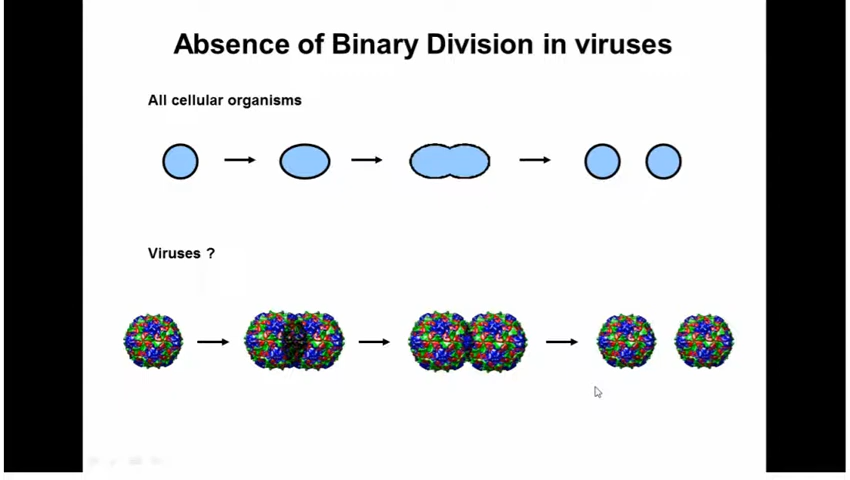 Absence of Binary Division in viruses
All cellular organisms
Viruses ?